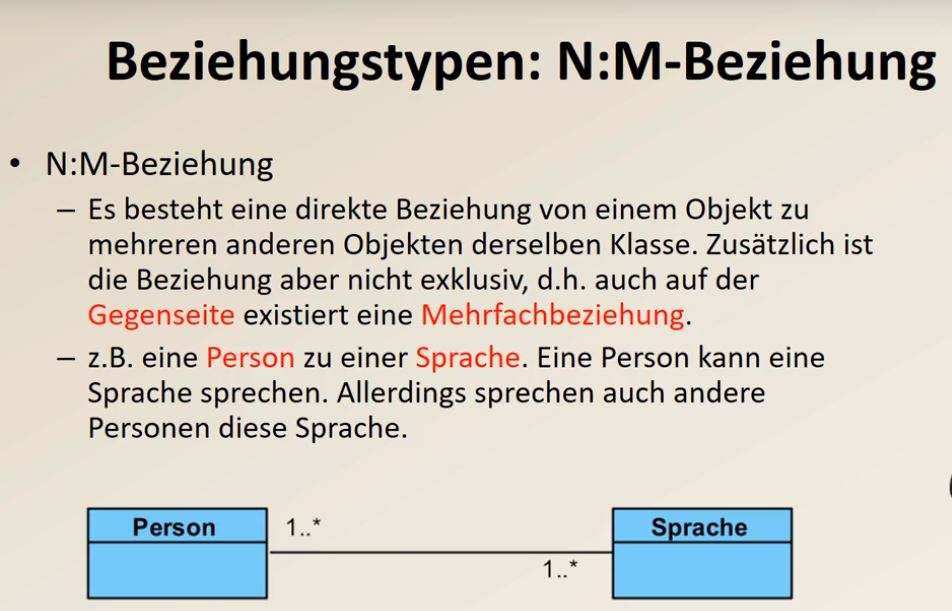 Beziehungstypen: N:M-Beziehung
• N:M-Beziehung
– Es besteht eine direkte Beziehung von einem Objekt zu
mehreren anderen Objekten derselben Klasse. Zusätzlich ist
die Beziehung aber nicht exklusiv, d.h. auch auf der
Gegenseite existiert eine Mehrfachbeziehung.
– z.B. eine Person zu einer Sprache. Eine Person kann eine
Sprache sprechen. Allerdings sprechen auch andere
Personen diese Sprache.
Person 1..* Sprache
1..*